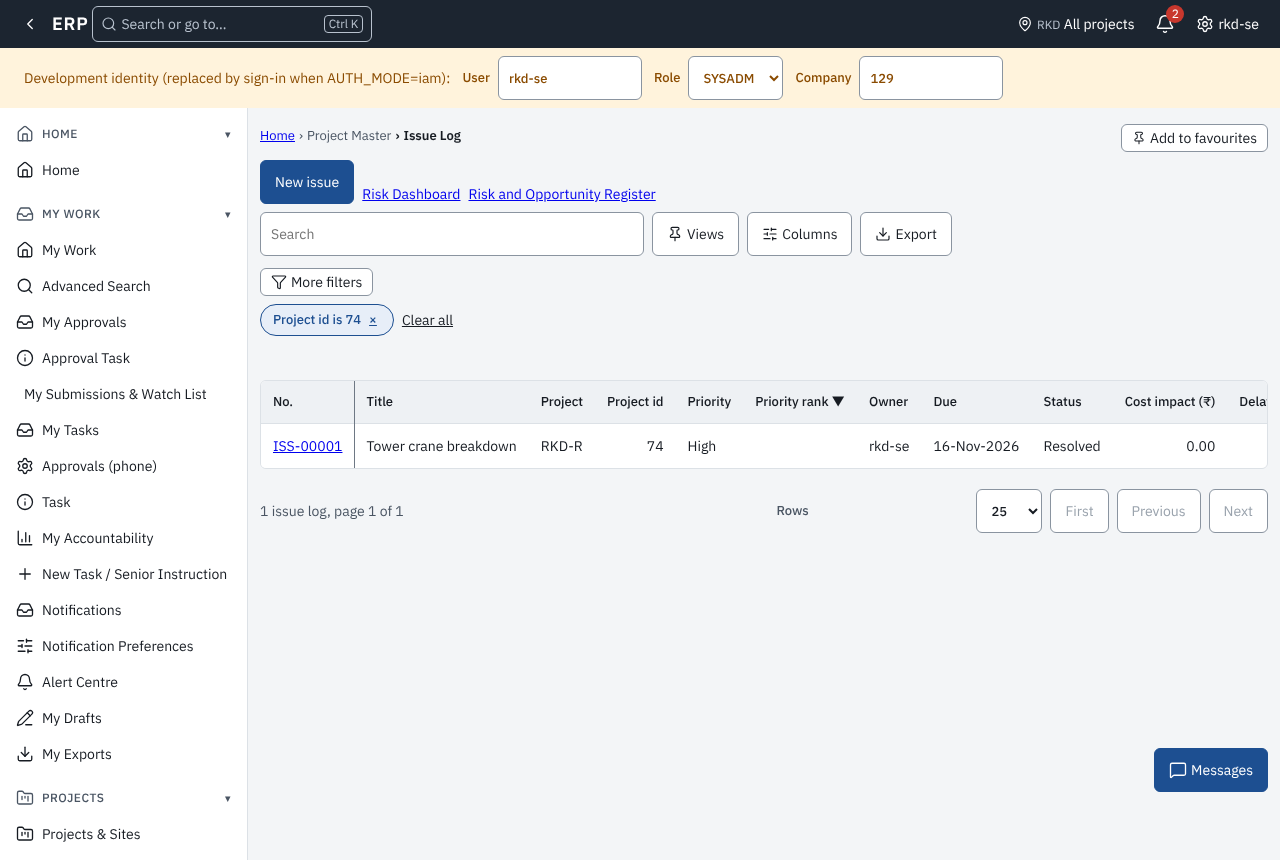 ERP
Search or go to...
Ctrl K
RKD All projects
2
rkd-se
Development identity (replaced by sign-in when AUTH_MODE=iam):
User
rkd-se
Role
SYSADM
Company
129
HOME
Home
MY WORK
My Work
Advanced Search
My Approvals
Approval Task
My Submissions & Watch List
My Tasks
Approvals (phone)
Task
My Accountability
New Task / Senior Instruction
Notifications
Notification Preferences
Alert Centre
My Drafts
My Exports
PROJECTS
Projects & Sites
Home › Project Master › Issue Log
Add to favourites
New issue
Risk Dashboard
Risk and Opportunity Register
Search
Views
Columns
Export
More filters
Project id is 74 ×
Clear all
No. Title Project Project id Priority Priority rank ▼ Owner Due Status Cost impact (₹) Dela
ISS-00001 Tower crane breakdown RKD-R 74 High rkd-se 16-Nov-2026 Resolved 0.00
1 issue log, page 1 of 1
Rows
25
First
Previous
Next
Messages